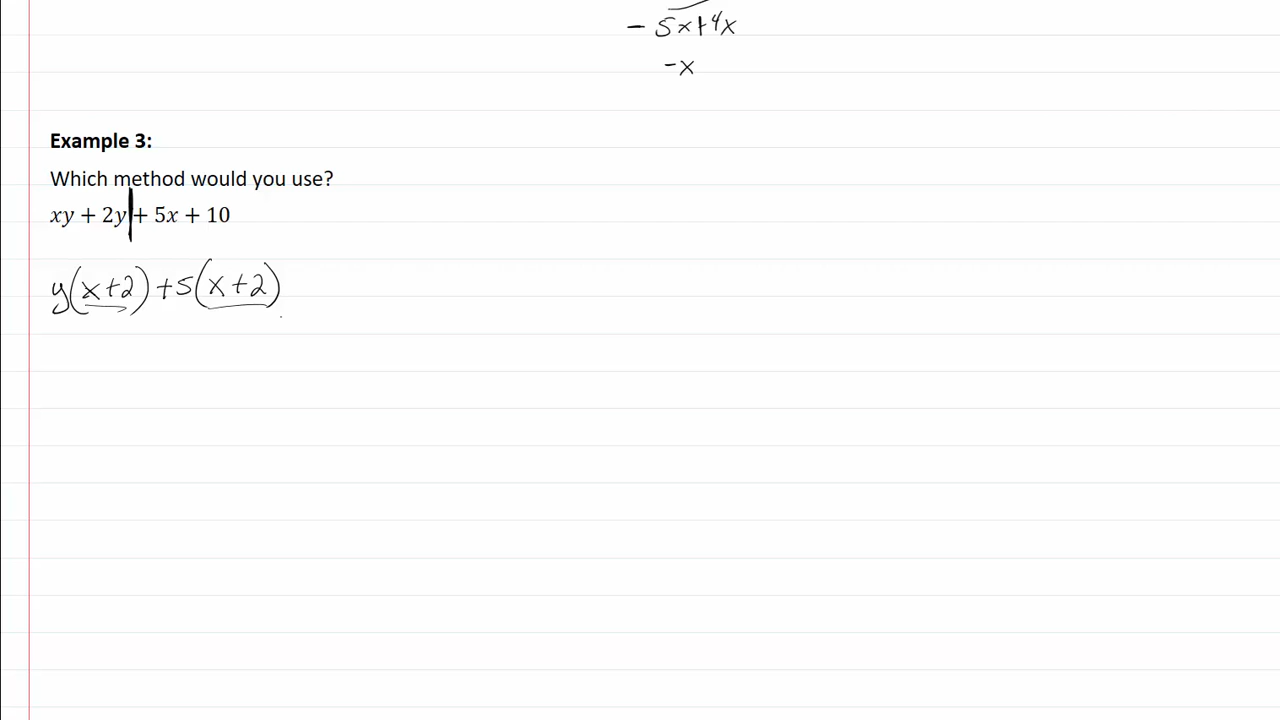 - 5x+4x
-x
Example 3:
Which method would you use?
xy + 2y + 5x + 10
y(x+2) + 5(x+2)